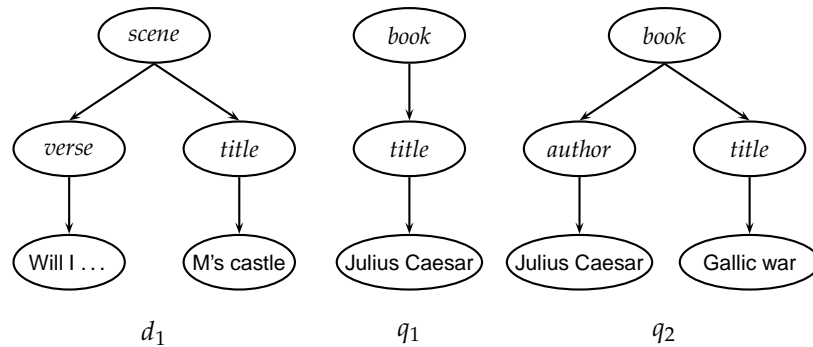 scene book book
verse title title author title
Will I . . . M's castle Julius Caesar Julius Caesar Gallic war
d1 q1 q2